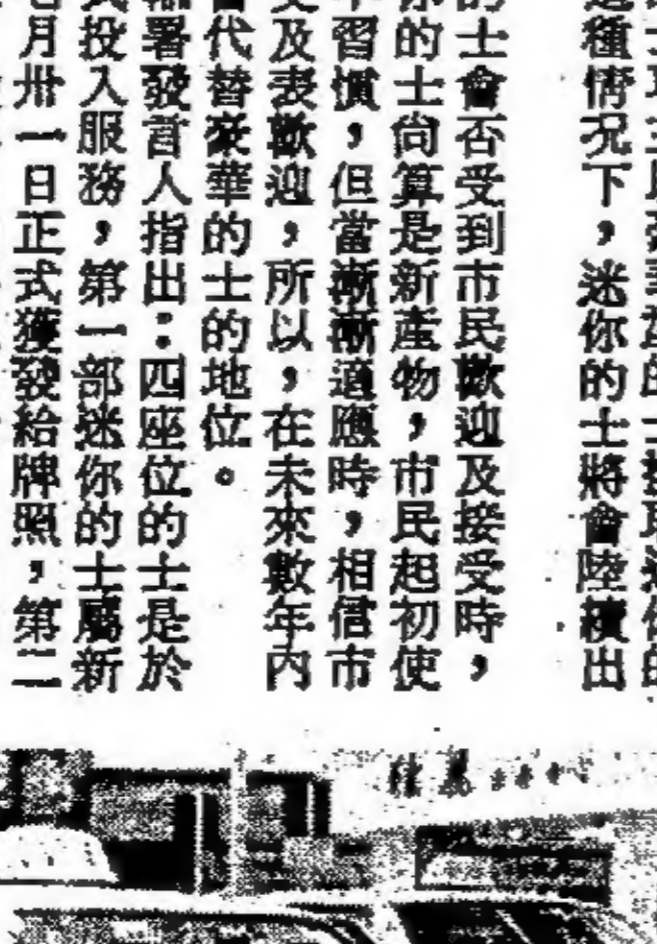 這種情況下，迷你的士將會陸續出
的士會否受到市民歡迎及接受時，
你的士尙算是新產物，市民起初使
習慣，但當漸漸適應時，相信市
及表歡迎，所以，在未來數年內
代替豪華的士的地位。
署發言人指出：四座位的士是於
投入服務，第一部迷你的士屬新
月卅一日正式獲發給牌照，第二